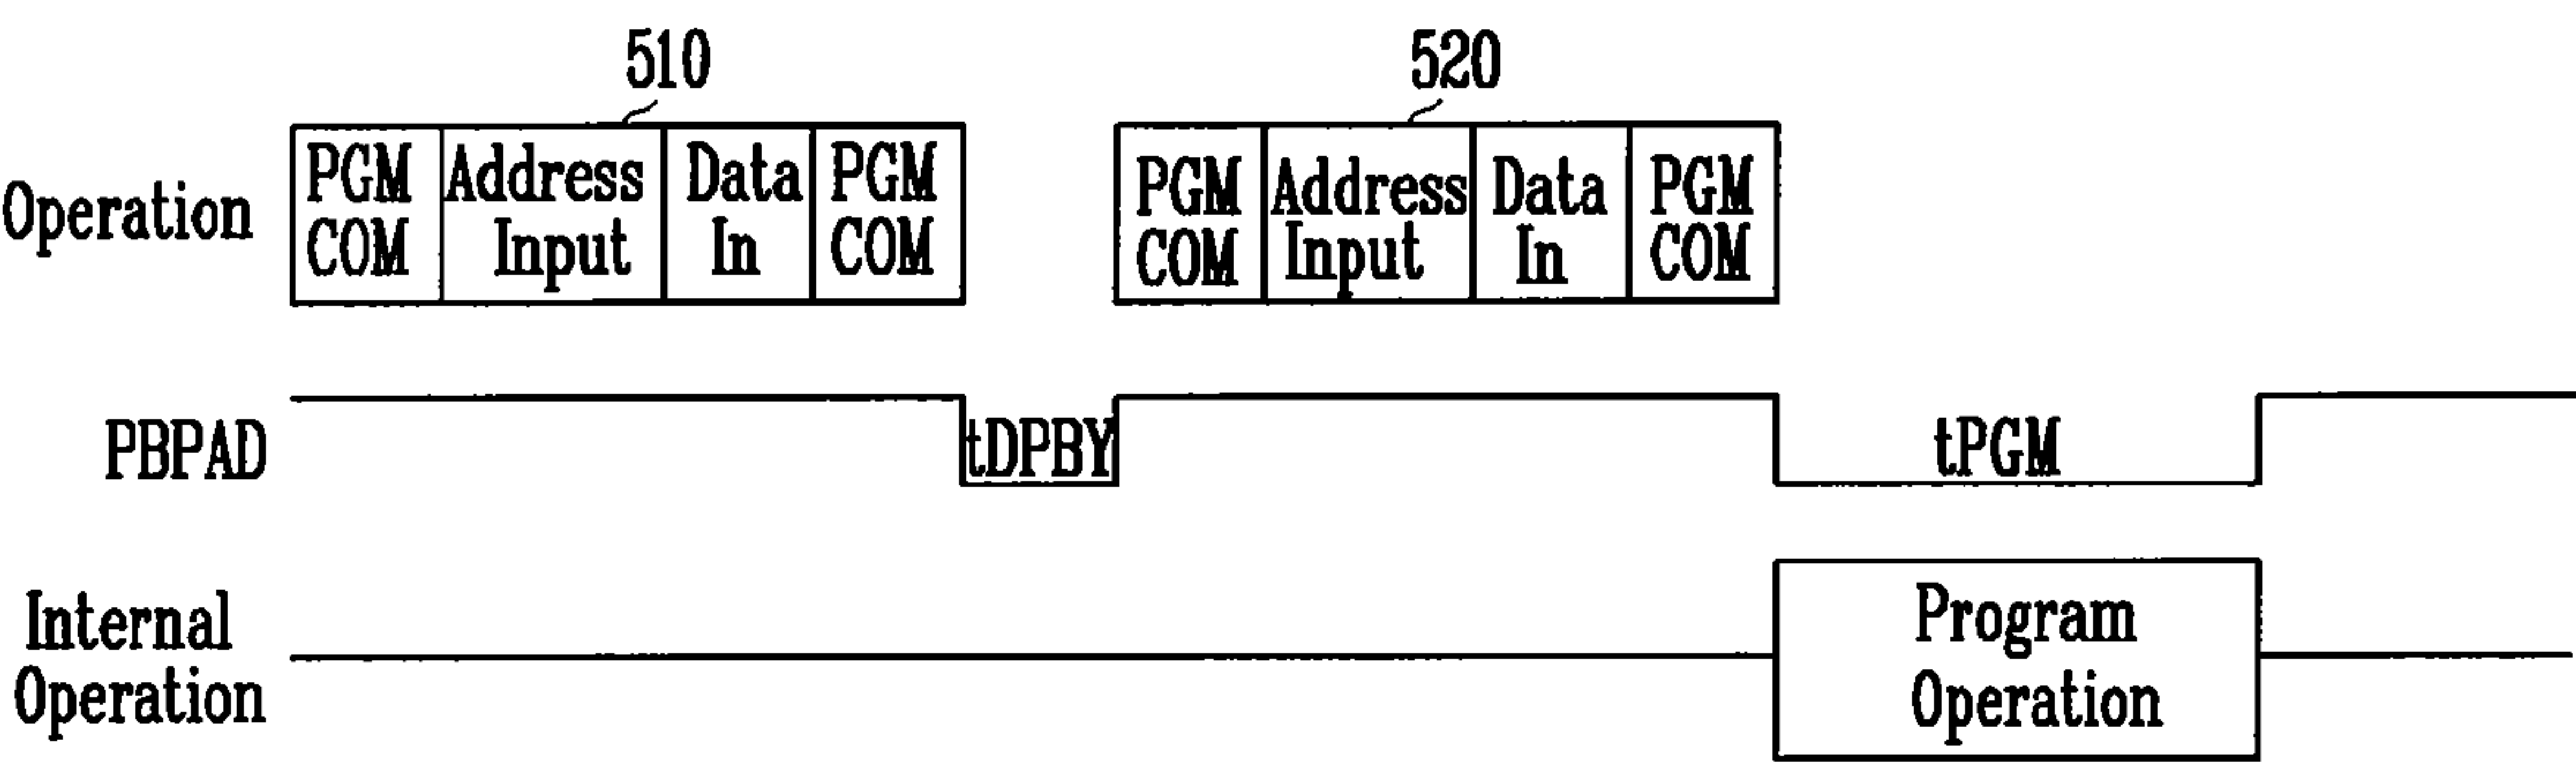 510
520
Operation
PGM
COM
Address
Input
Data
In
PGM
COM
PGM
COM
Address
Input
Data
In
PGM
COM
PBPAD
tDPBY
tPGM
Internal
Operation
Program
Operation